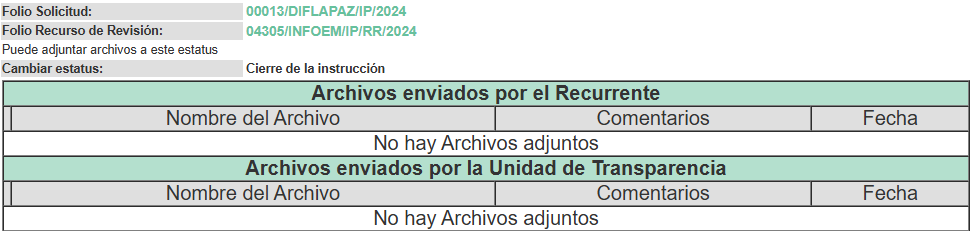 Folio Solicitud: 00013/DIFLAPAZ/IP/2024
Folio Recurso de Revisión: 04305/INFOEM/IP/RR/2024
Puede adjuntar archivos a este estatus
Cambiar estatus: Cierre de la instrucción
Archivos enviados por el Recurrente
Nombre del Archivo Comentarios Fecha
No hay Archivos adjuntos
Archivos enviados por la Unidad de Transparencia
Nombre del Archivo Comentarios Fecha
No hay Archivos adjuntos